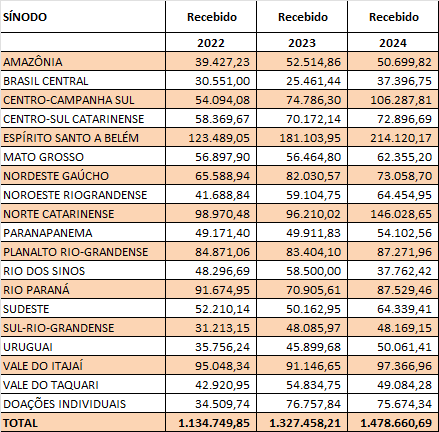 SÍNODO Recebido Recebido Recebido
2022 2023 2024
AMAZÔNIA 39.427,23 52.514,86 50.699,82
BRASIL CENTRAL 30.551,00 25.461,44 37.396,75
CENTRO-CAMPANHA SUL 54.094,08 74.786,30 106.287,81
CENTRO-SUL CATARINENSE 58.369,67 70.172,14 72.896,69
ESPÍRITO SANTO A BELÉM 123.489,05 181.103,95 214.120,17
MATO GROSSO 56.897,90 56.464,80 62.355,20
NORDESTE GAÚCHO 65.588,94 82.030,57 73.058,70
NOROESTE RIOGRANDENSE 41.688,84 59.104,75 64.454,95
NORTE CATARINENSE 98.970,48 96.210,02 146.028,65
PARANAPANEMA 49.171,40 49.911,83 54.102,56
PLANALTO RIO-GRANDENSE 84.871,06 83.404,10 87.271,96
RIO DOS SINOS 48.296,69 58.500,00 37.762,42
RIO PARANÁ 91.674,95 70.905,61 87.529,46
SUDESTE 52.210,14 50.162,95 64.339,41
SUL-RIO-GRANDENSE 31.213,15 48.085,97 48.169,15
URUGUAI 35.756,24 45.899,68 50.061,41
VALE DO ITAJAÍ 95.048,34 91.146,65 97.366,96
VALE DO TAQUARI 42.920,95 54.834,75 49.084,28
DOAÇÕES INDIVIDUAIS 34.509,74 76.757,84 75.674,34
TOTAL 1.134.749,85 1.327.458,21 1.478.660,69